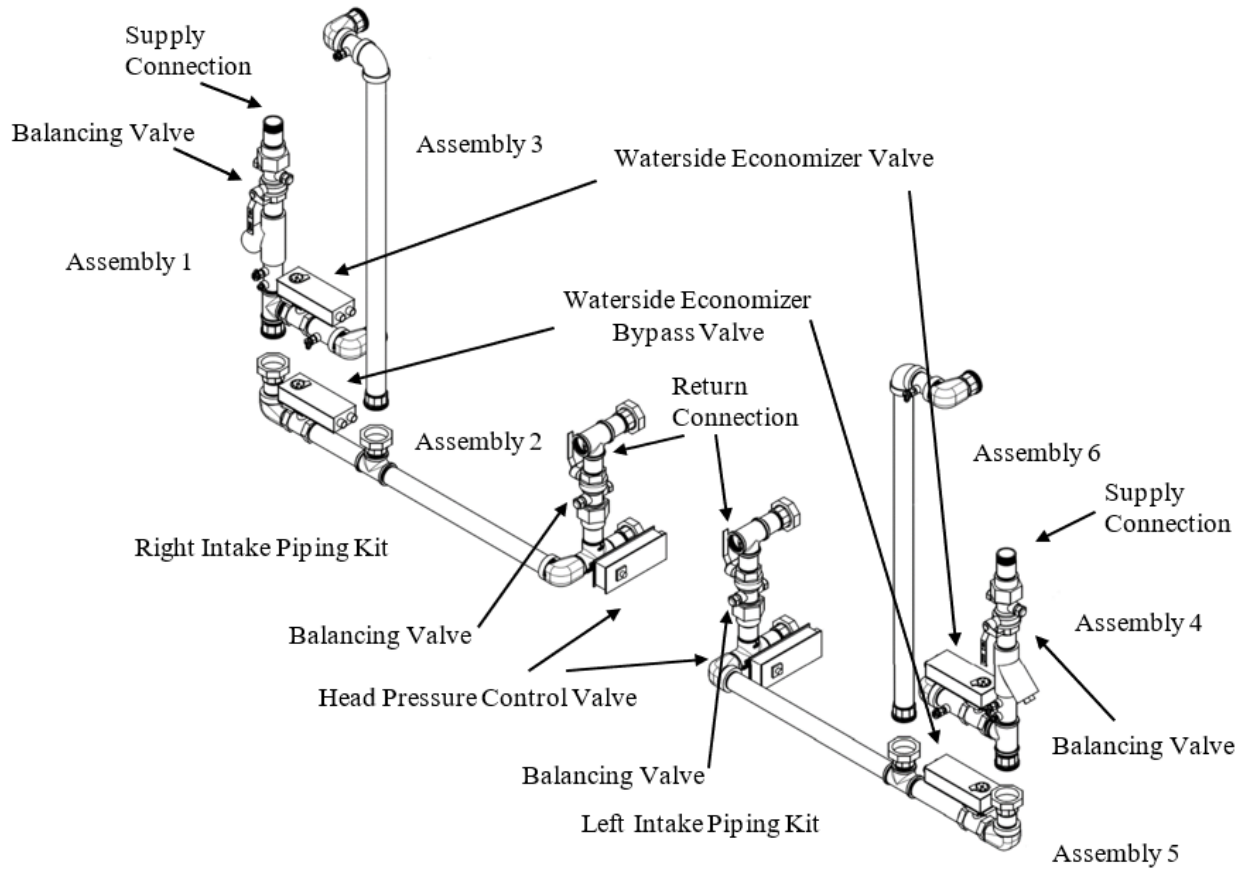 Supply
Connection
Balancing Valve
Assembly 3
Waterside Economizer Valve
Assembly 1
Waterside Economizer
Bypass Valve
Return
Connection
Assembly 2
Assembly 6
Supply
Connection
Right Intake Piping Kit
Balancing Valve
Assembly 4
Head Pressure Control Valve
Balancing Valve
Balancing Valve
Left Intake Piping Kit
Assembly 5